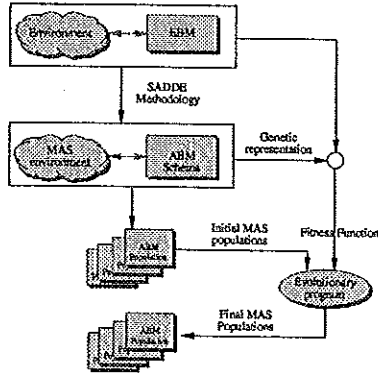 Environment
EBM
SADDE
Methodology
MAS
environment
ABM
Schema
Genetic
representation
Initial MAS
populations
Fitness Function
ABM
Population
Evolutionary
program
Final MAS
Populations
ABM
Population